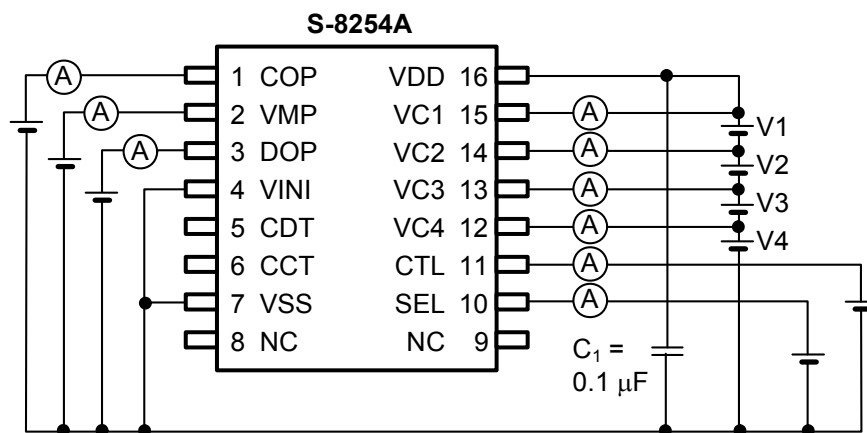 S-8254A
A 1 COP VDD 16
A 2 VMP VC1 15 A V1
A 3 DOP VC2 14 A V2
4 VINI VC3 13 A V3
5 CDT VC4 12 A V4
6 CCT CTL 11 A
7 VSS SEL 10 A
8 NC NC 9
C₁ =
0.1 μF